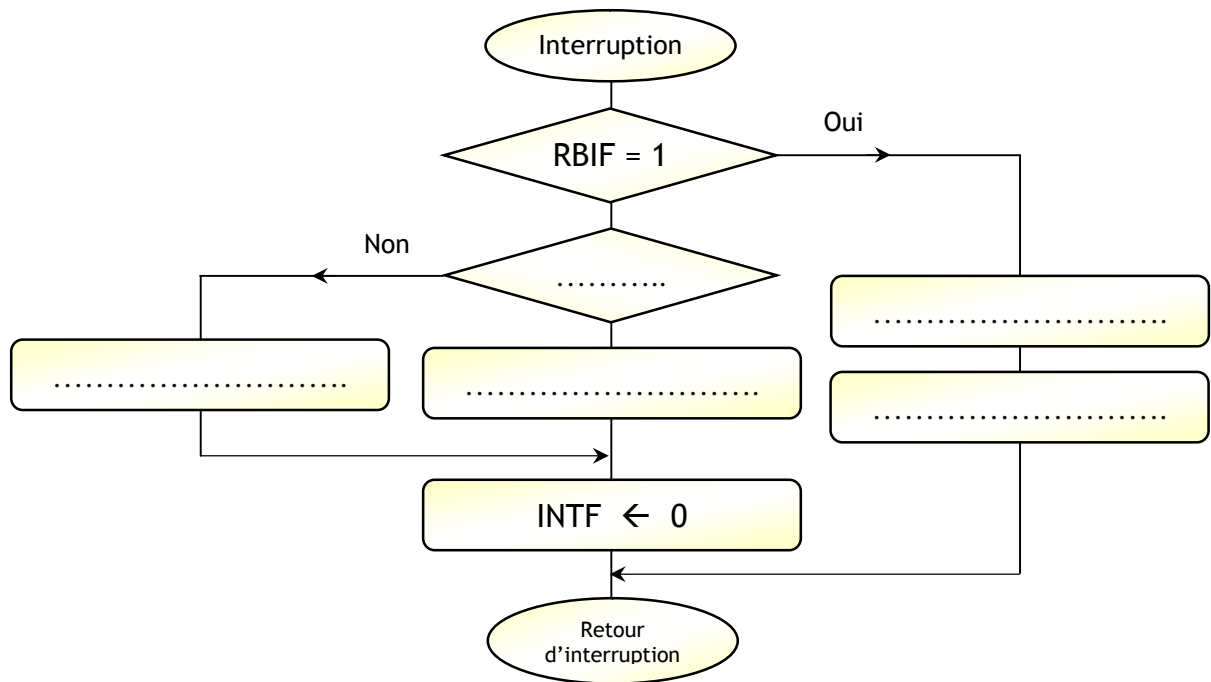 Interruption
Oui
RBIF = 1
Non
………..
……………………….
……………………….
……………………….
……………………….
INTF ← 0
Retour
d’interruption